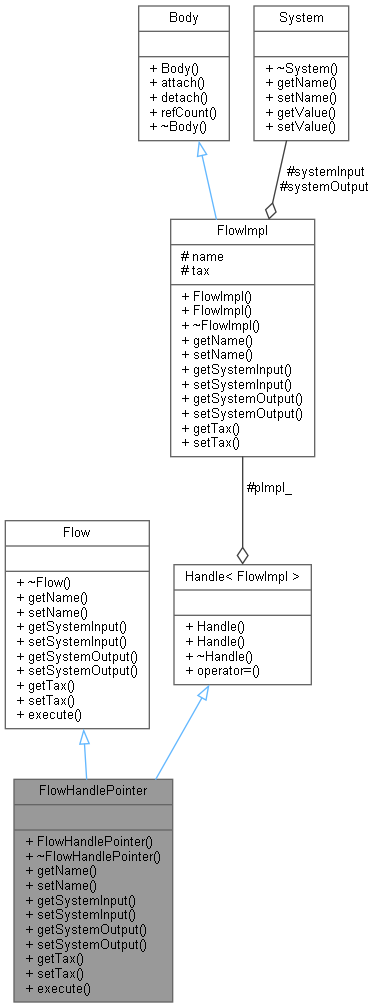 Body
+ Body()
+ attach()
+ detach()
+ refCount()
+ ~Body()
System
+ ~System()
+ getName()
+ setName()
+ getValue()
+ setValue()
#systemInput
#systemOutput
FlowImpl
# name
# tax
+ FlowImpl()
+ FlowImpl()
+ ~FlowImpl()
+ getName()
+ setName()
+ getSystemInput()
+ setSystemInput()
+ getSystemOutput()
+ setSystemOutput()
+ getTax()
+ setTax()
#pImpl_
Flow
+ ~Flow()
+ getName()
+ setName()
+ getSystemInput()
+ setSystemInput()
+ getSystemOutput()
+ setSystemOutput()
+ getTax()
+ setTax()
+ execute()
Handle< FlowImpl >
+ Handle()
+ Handle()
+ ~Handle()
+ operator=()
FlowHandlePointer
+ FlowHandlePointer()
+ ~FlowHandlePointer()
+ getName()
+ setName()
+ getSystemInput()
+ setSystemInput()
+ getSystemOutput()
+ setSystemOutput()
+ getTax()
+ setTax()
+ execute()